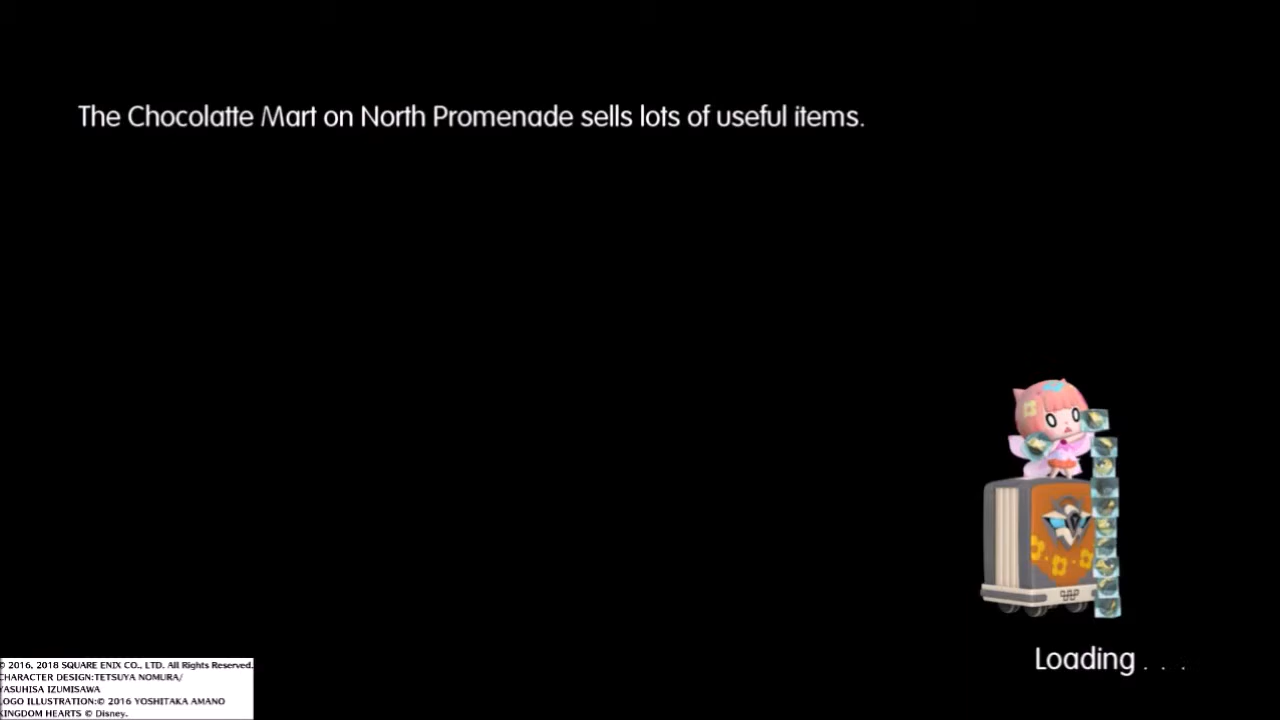 The Chocolatte Mart on North Promenade sells lots of useful items.
Loading . . .
© 2016, 2018 SQUARE ENIX CO., LTD. All Rights Reserved.
CHARACTER DESIGN:TETSUYA NOMURA/
YASUHISA IZUMISAWA
LOGO ILLUSTRATION:© 2016 YOSHITAKA AMANO
KINGDOM HEARTS © Disney.